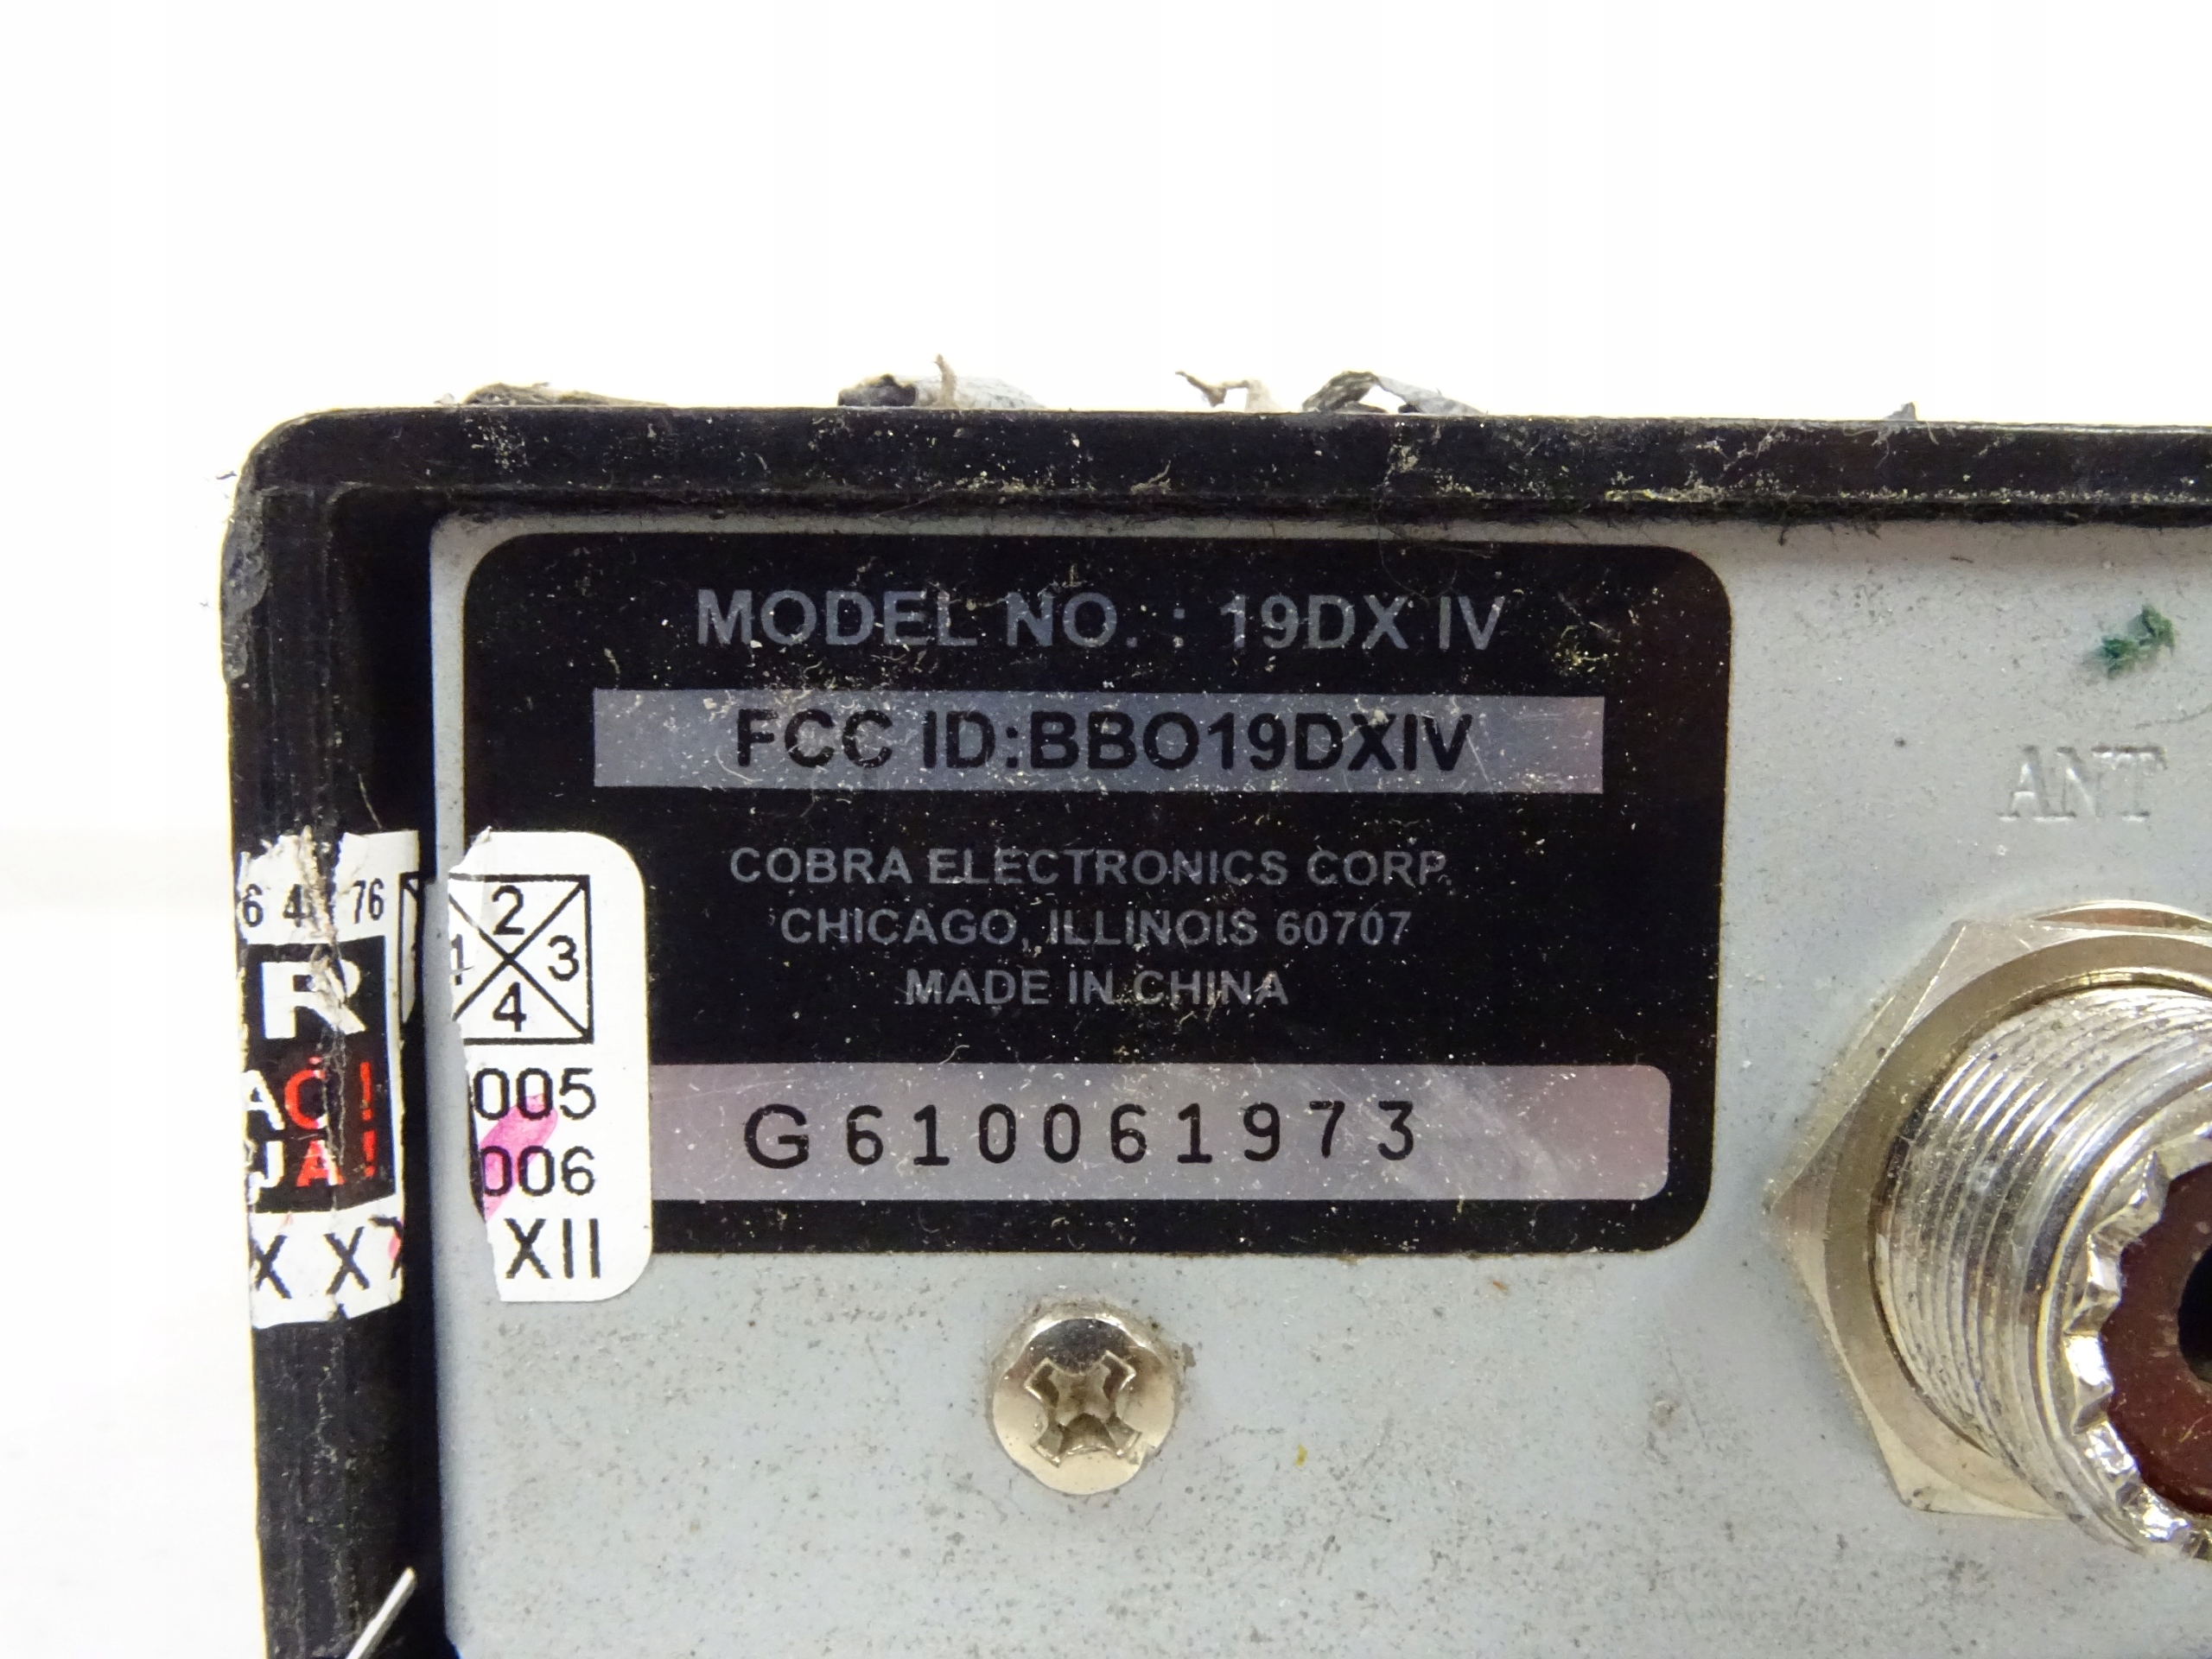 MODEL NO. : 19DX IV
FCC ID:BBO19DXIV
COBRA ELECTRONICS CORP.
CHICAGO, ILLINOIS 60707
MADE IN CHINA
G610061973
ANT
76
R
2
1 3
4
005
006
X X
XII